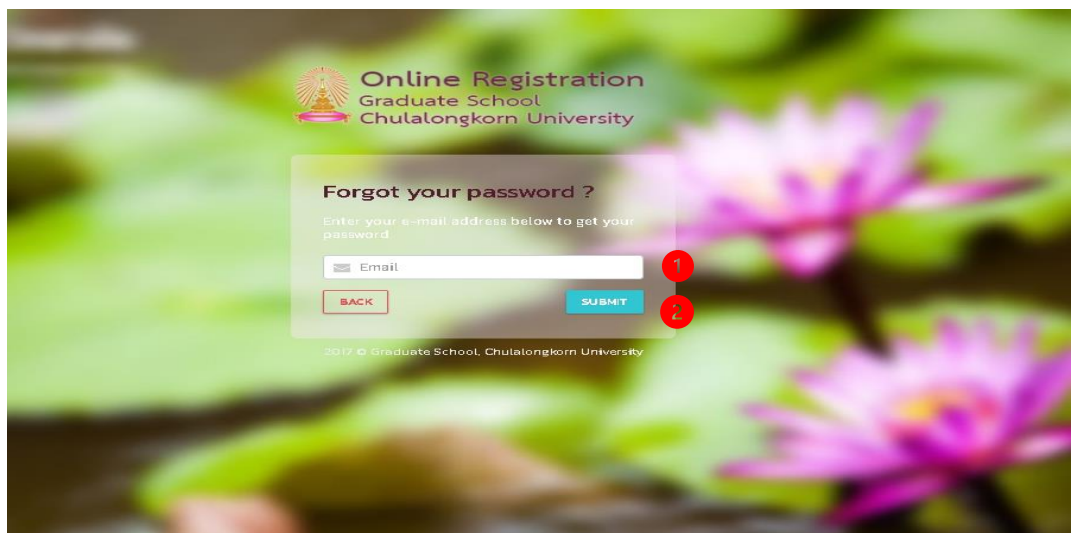 Online Registration
Graduate School
Chulalongkorn University
Forgot your password ?
Enter your e-mail address below to get your
password
Email
1
BACK
SUBMIT
2
2017 © Graduate School, Chulalongkorn University